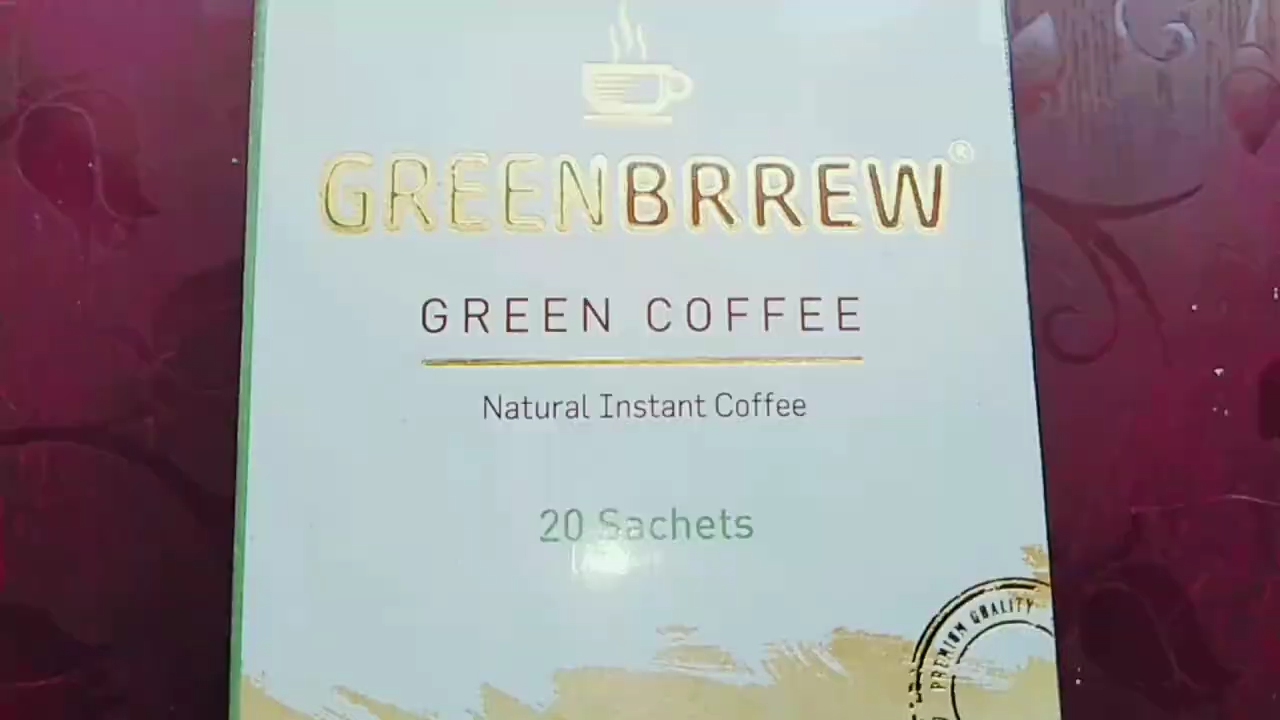 GREENBRREW®
GREEN COFFEE
Natural Instant Coffee
20 Sachets
PREMIUM QUALITY